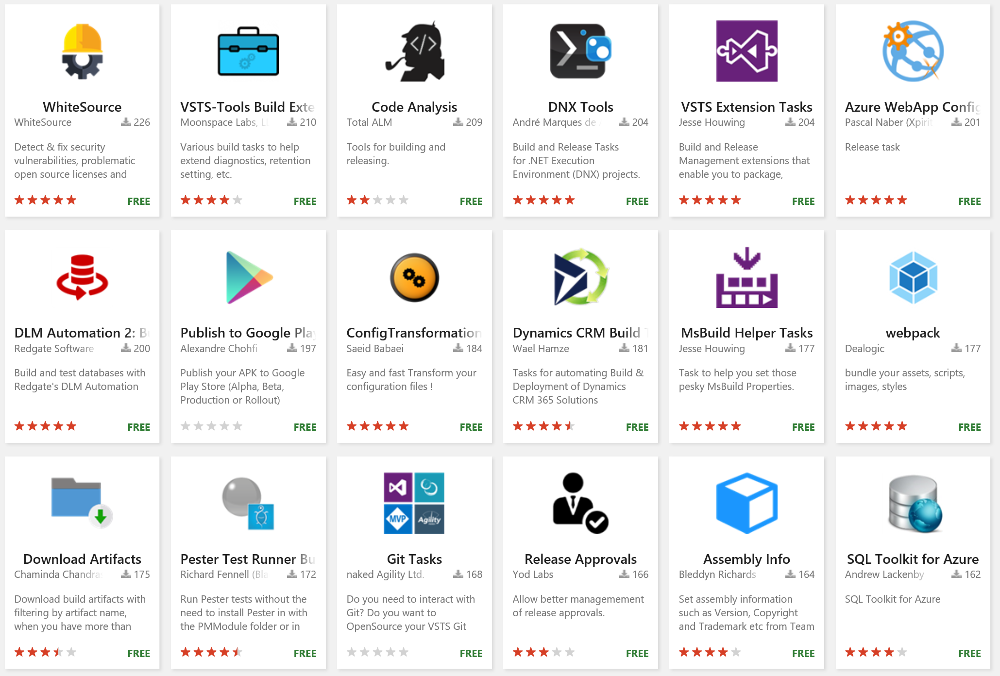 WhiteSource
WhiteSource 226
Detect & fix security
vulnerabilities, problematic
open source licenses and
FREE
VSTS-Tools Build Exte
Moonspace Labs, LL 210
Various build tasks to help
extend diagnostics, retention
setting, etc.
FREE
</>
Code Analysis
Total ALM 209
Tools for building and
releasing.
FREE
DNX Tools
André Marques de A 204
Build and Release Tasks
for .NET Execution
Environment (DNX) projects.
FREE
VSTS Extension Tasks
Jesse Houwing 204
Build and Release
Management extensions that
enable you to package,
FREE
Azure WebApp Config
Pascal Naber (Xpirit 201
Release task
FREE
DLM Automation 2: Bu
Redgate Software 200
Build and test databases with
Redgate's DLM Automation
FREE
Publish to Google Play
Alexandre Chohfi 197
Publish your APK to Google
Play Store (Alpha, Beta,
Production or Rollout)
FREE
ConfigTransformation
Saeid Babaei 184
Easy and fast Transform your
configuration files !
FREE
Dynamics CRM Build T
Wael Hamze 181
Tasks for automating Build &
Deployment of Dynamics
CRM 365 Solutions
FREE
MsBuild Helper Tasks
Jesse Houwing 177
Task to help you set those
pesky MsBuild Properties.
FREE
webpack
Dealogic 177
bundle your assets, scripts,
images, styles
FREE
Download Artifacts
Chaminda Chandras 175
Download build artifacts with
filtering by artifact name,
when you have more than
FREE
Pester Test Runner Bu
Richard Fennell (Bla 172
Run Pester tests without the
need to install Pester in with
the PMModule folder or in
FREE
MVP
Agility
Git Tasks
naked Agility Ltd. 168
Do you need to interact with
Git? Do you want to
OpenSource your VSTS Git
FREE
Release Approvals
Yod Labs 166
Allow better managemement
of release approvals.
FREE
Assembly Info
Bleddyn Richards 164
Set assembly information
such as Version, Copyright
and Trademark etc from Team
FREE
SQL Toolkit for Azure
Andrew Lackenby 162
SQL Toolkit for Azure
FREE